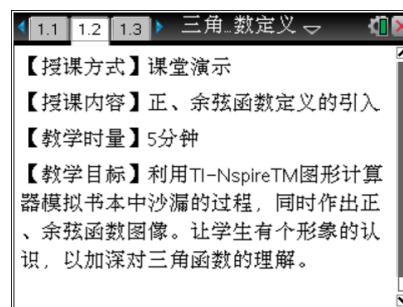 1.1 1.2 1.3 三角…数定义
【授课方式】课堂演示
【授课内容】正、余弦函数定义的引入
【教学时量】5分钟
【教学目标】利用TI-NspireTM图形计算
器模拟书本中沙漏的过程，同时作出正
、余弦函数图像。让学生有个形象的认
识，以加深对三角函数的理解。